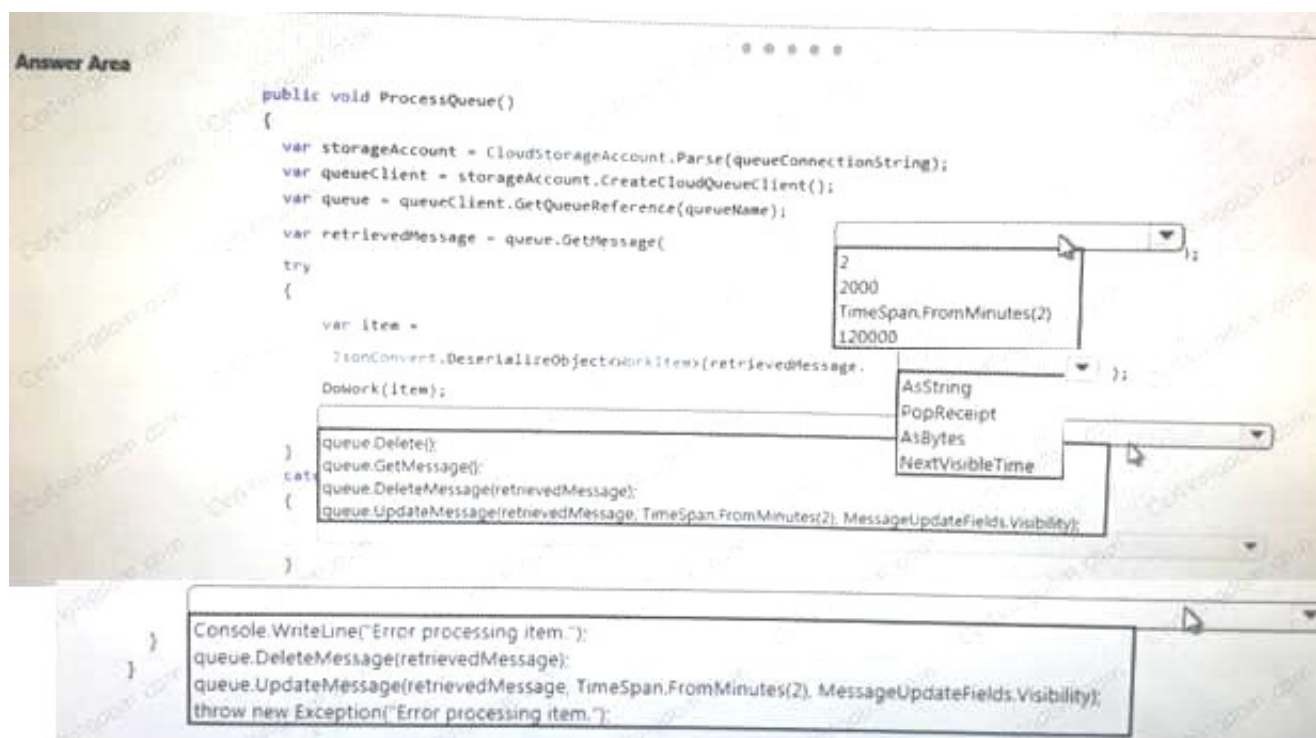 Answer Area
public void ProcessQueue()
{
var storageAccount = CloudStorageAccount.Parse(queueConnectionString);
var queueClient = storageAccount.CreateCloudQueueClient();
var queue = queueClient.GetQueueReference(queueName);
var retrievedMessage = queue.GetMessage(
);
2
2000
TimeSpan.FromMinutes(2)
120000
try
{
var item =
JsonConvert.DeserializeObject<WorkItem>(retrievedMessage.
);
AsString
PopReceipt
AsBytes
NextVisibleTime
DoWork(item);
queue.Delete();
queue.GetMessage();
queue.DeleteMessage(retrievedMessage);
queue.UpdateMessage(retrievedMessage, TimeSpan.FromMinutes(2), MessageUpdateFields.Visibility);
}
cat
{
}
Console.WriteLine("Error processing item.");
queue.DeleteMessage(retrievedMessage);
queue.UpdateMessage(retrievedMessage, TimeSpan.FromMinutes(2), MessageUpdateFields.Visibility);
throw new Exception("Error processing item.");
}
}